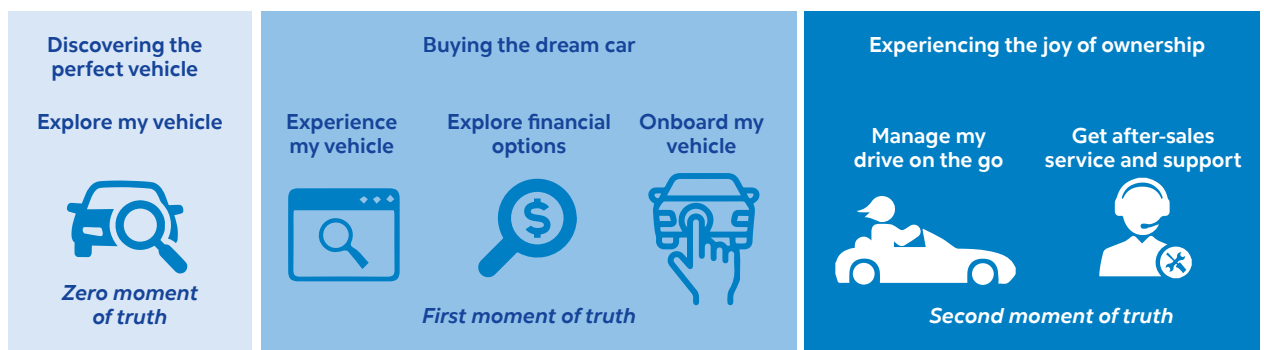 Discovering the
perfect vehicle
Explore my vehicle
Zero moment
of truth
Buying the dream car
Experience
my vehicle
Explore financial
options
$
Onboard my
vehicle
First moment of truth
Experiencing the joy of ownership
Manage my
drive on the go
Get after-sales
service and support
Second moment of truth